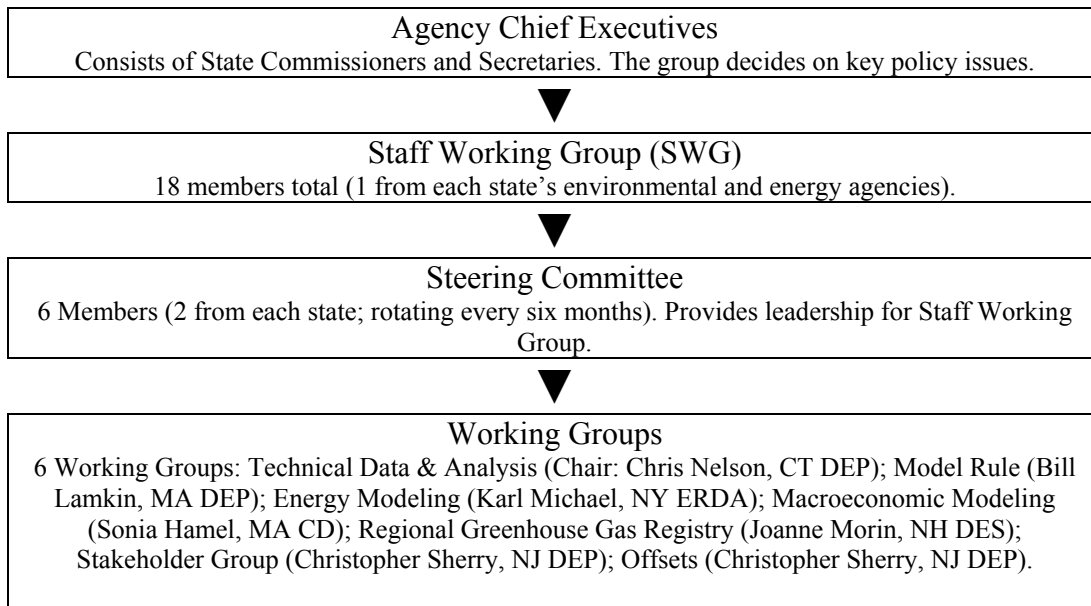 Agency Chief Executives
Consists of State Commissioners and Secretaries. The group decides on key policy issues.
Staff Working Group (SWG)
18 members total (1 from each state’s environmental and energy agencies).
Steering Committee
6 Members (2 from each state; rotating every six months). Provides leadership for Staff Working
Group.
Working Groups
6 Working Groups: Technical Data & Analysis (Chair: Chris Nelson, CT DEP); Model Rule (Bill
Lamkin, MA DEP); Energy Modeling (Karl Michael, NY ERDA); Macroeconomic Modeling
(Sonia Hamel, MA CD); Regional Greenhouse Gas Registry (Joanne Morin, NH DES);
Stakeholder Group (Christopher Sherry, NJ DEP); Offsets (Christopher Sherry, NJ DEP).